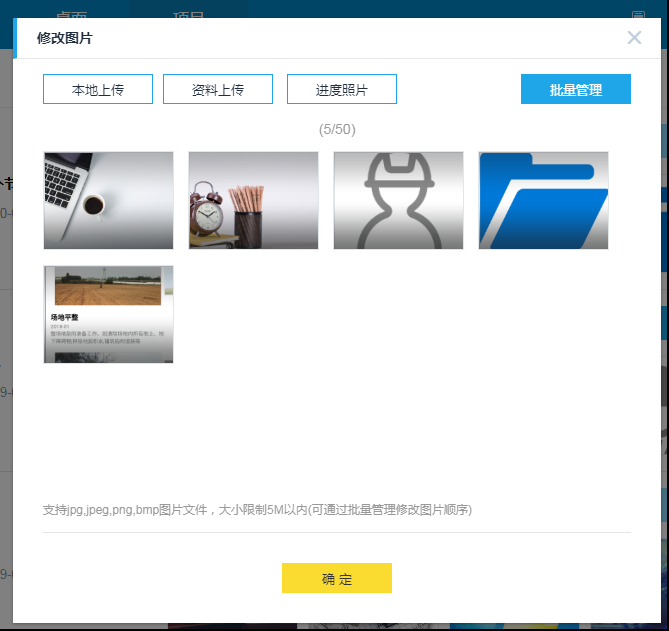 桌面 项目
修改图片
本地上传 资料上传 进度照片 批量管理
(5/50)
场地平整
2019-01
支持jpg,jpeg,png,bmp图片文件，大小限制5M以内(可通过批量管理修改图片顺序)
确 定